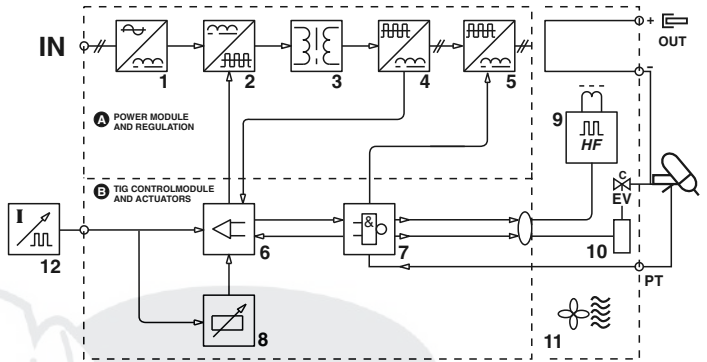 IN
+
OUT
-
1
2
3
4
5
A POWER MODULE
AND REGULATION
9
HF
B TIG CONTROLMODULE
AND ACTUATORS
C
EV
I
&
12
6
7
10
PT
8
11